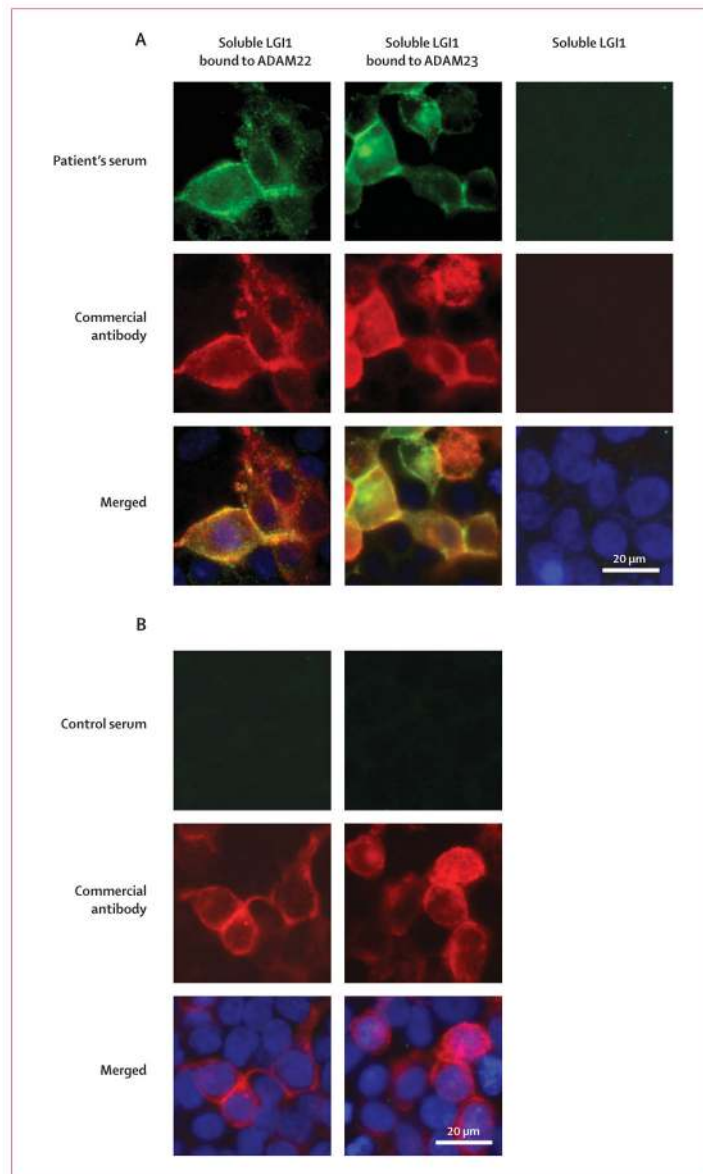 A
Soluble LGI1
bound to ADAM22
Soluble LGI1
bound to ADAM23
Soluble LGI1
Patient's serum
Commercial
antibody
Merged
20 μm
B
Control serum
Commercial
antibody
Merged
20 μm